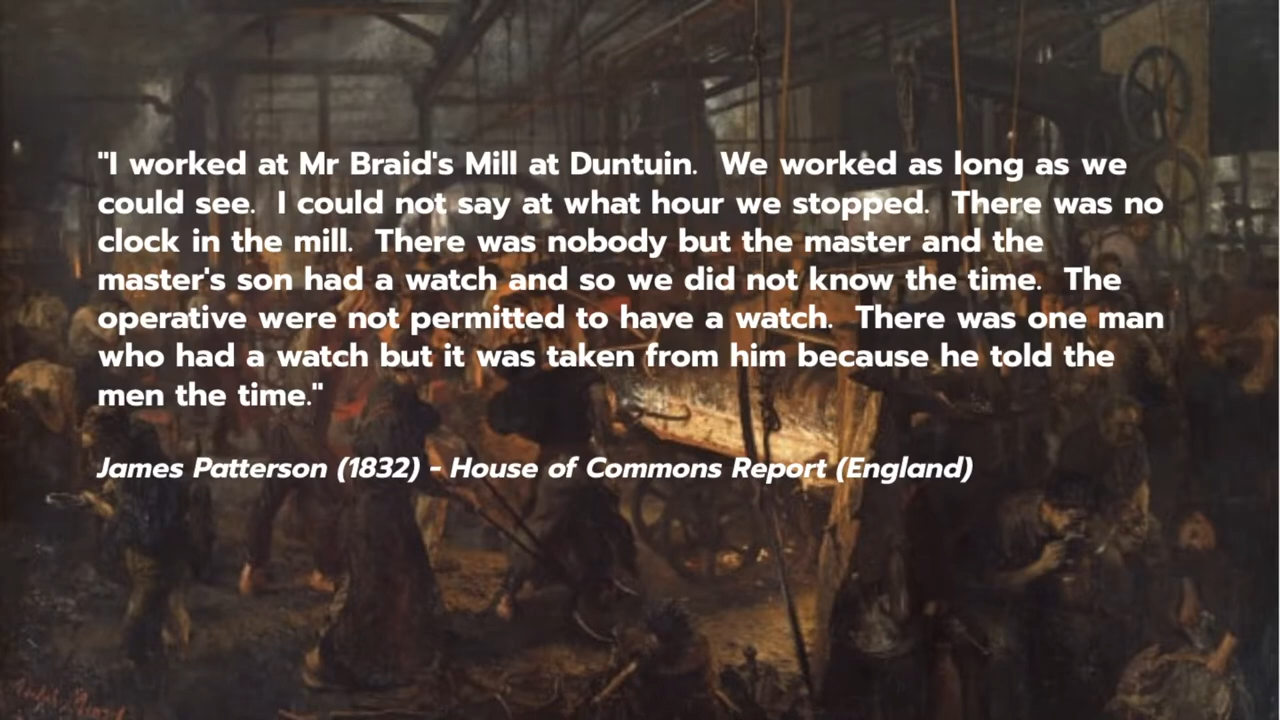 "I worked at Mr Braid's Mill at Duntuin.  We worked as long as we
could see.  I could not say at what hour we stopped.  There was no
clock in the mill.  There was nobody but the master and the
master's son had a watch and so we did not know the time.  The
operative were not permitted to have a watch.  There was one man
who had a watch but it was taken from him because he told the
men the time."
James Patterson (1832) - House of Commons Report (England)